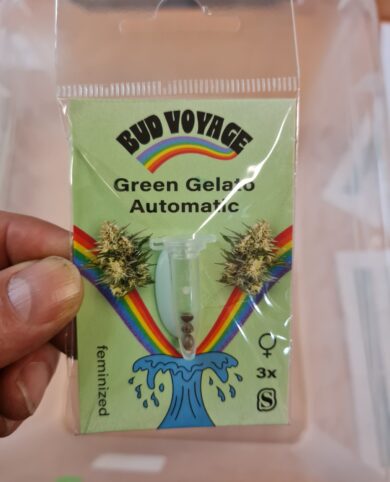 BUD VOYAGE
Green Gelato
Automatic
feminized
♀
3x
S